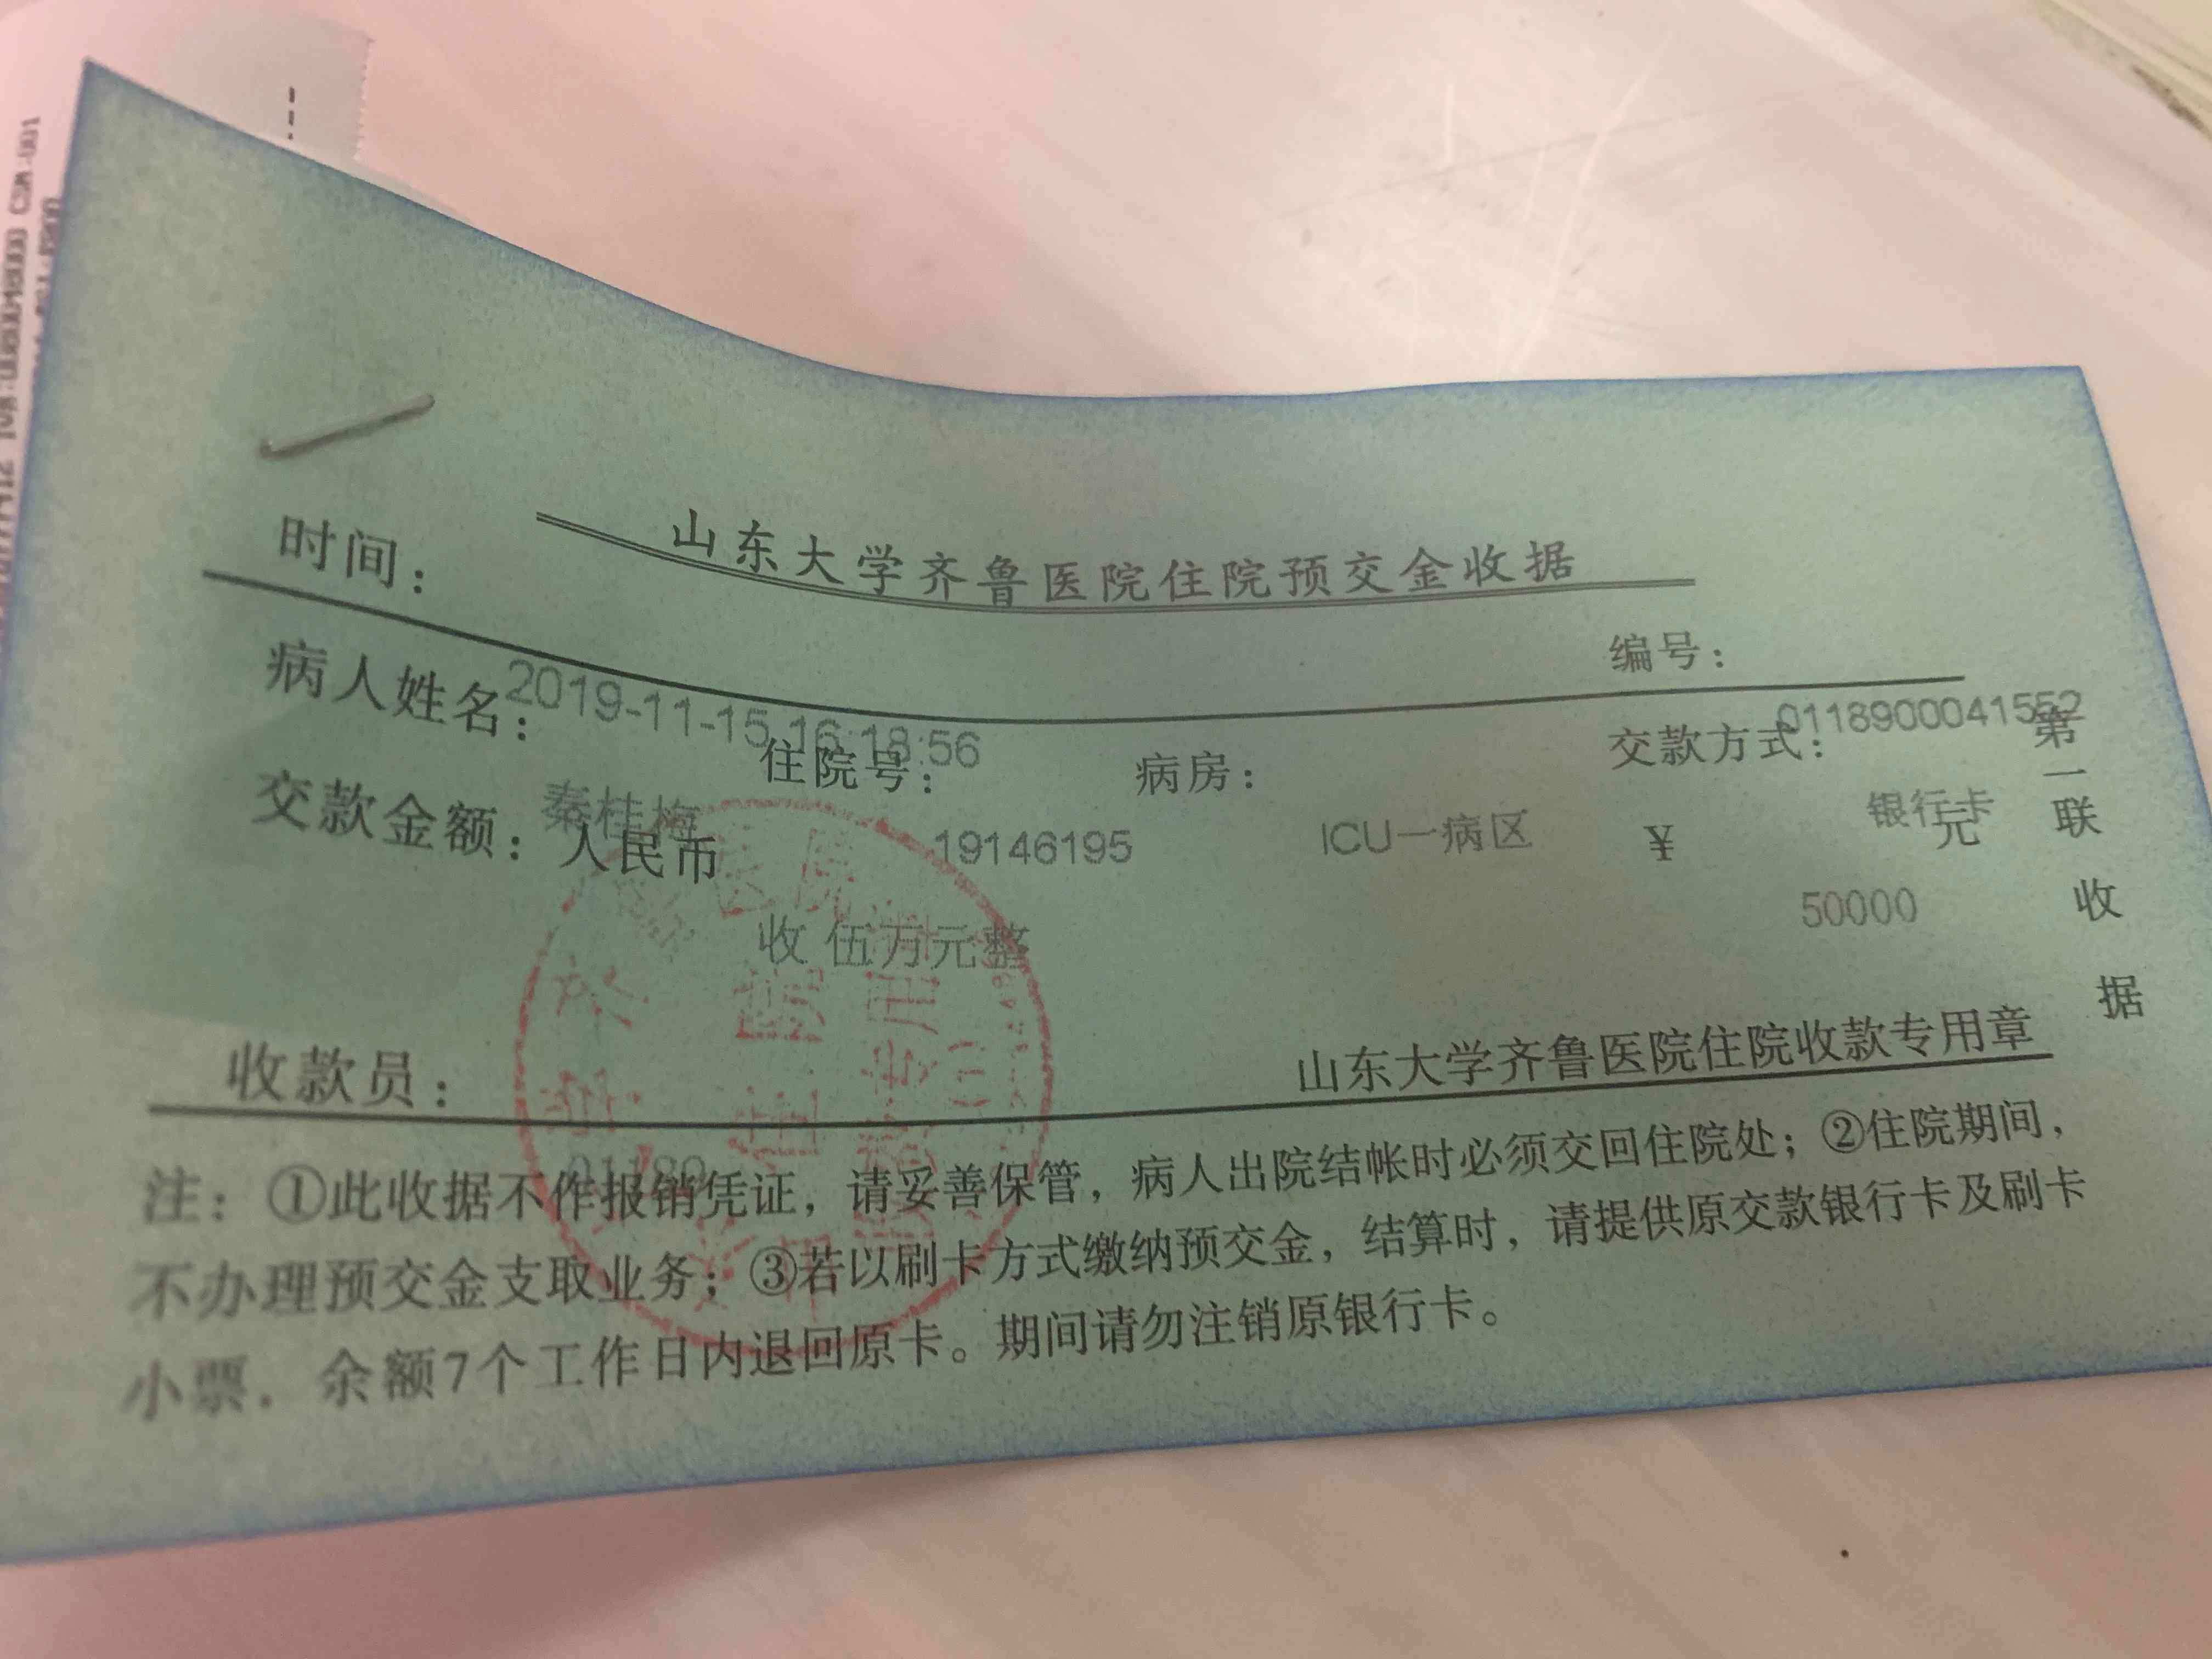 山东大学齐鲁医院住院预交金收据
时间：
编号：
2019-11-15 16:18:56
0118900041552
病人姓名：
住院号：
病房：
交款方式：
秦桂梅
19146195
ICU一病区
银行卡
交款金额：人民币
¥
元
收 伍万元整
50000
第一联 收据
收款员：
山东大学齐鲁医院住院收款专用章
01189
注：①此收据不作报销凭证，请妥善保管，病人出院结帐时必须交回住院处；②住院期间，
不办理预交金支取业务；③若以刷卡方式缴纳预交金，结算时，请提供原交款银行卡及刷卡
小票，余额7个工作日内退回原卡。期间请勿注销原银行卡。